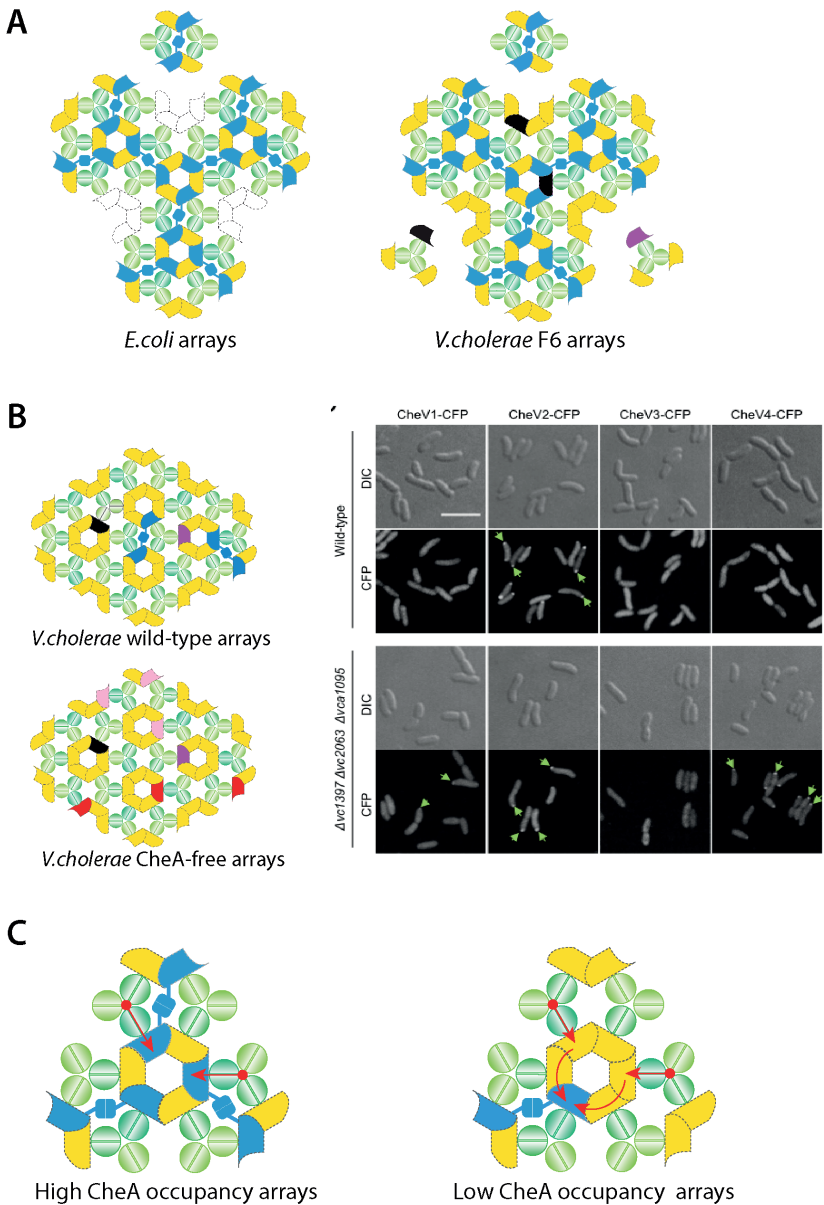 A
E.coli arrays
V.cholerae F6 arrays
B
CheV1-CFP
CheV2-CFP
CheV3-CFP
CheV4-CFP
Wild-type
DIC
CFP
V.cholerae wild-type arrays
Δvc1397 Δvc2063 Δvca1095
DIC
CFP
V.cholerae CheA-free arrays
C
High CheA occupancy arrays
Low CheA occupancy arrays